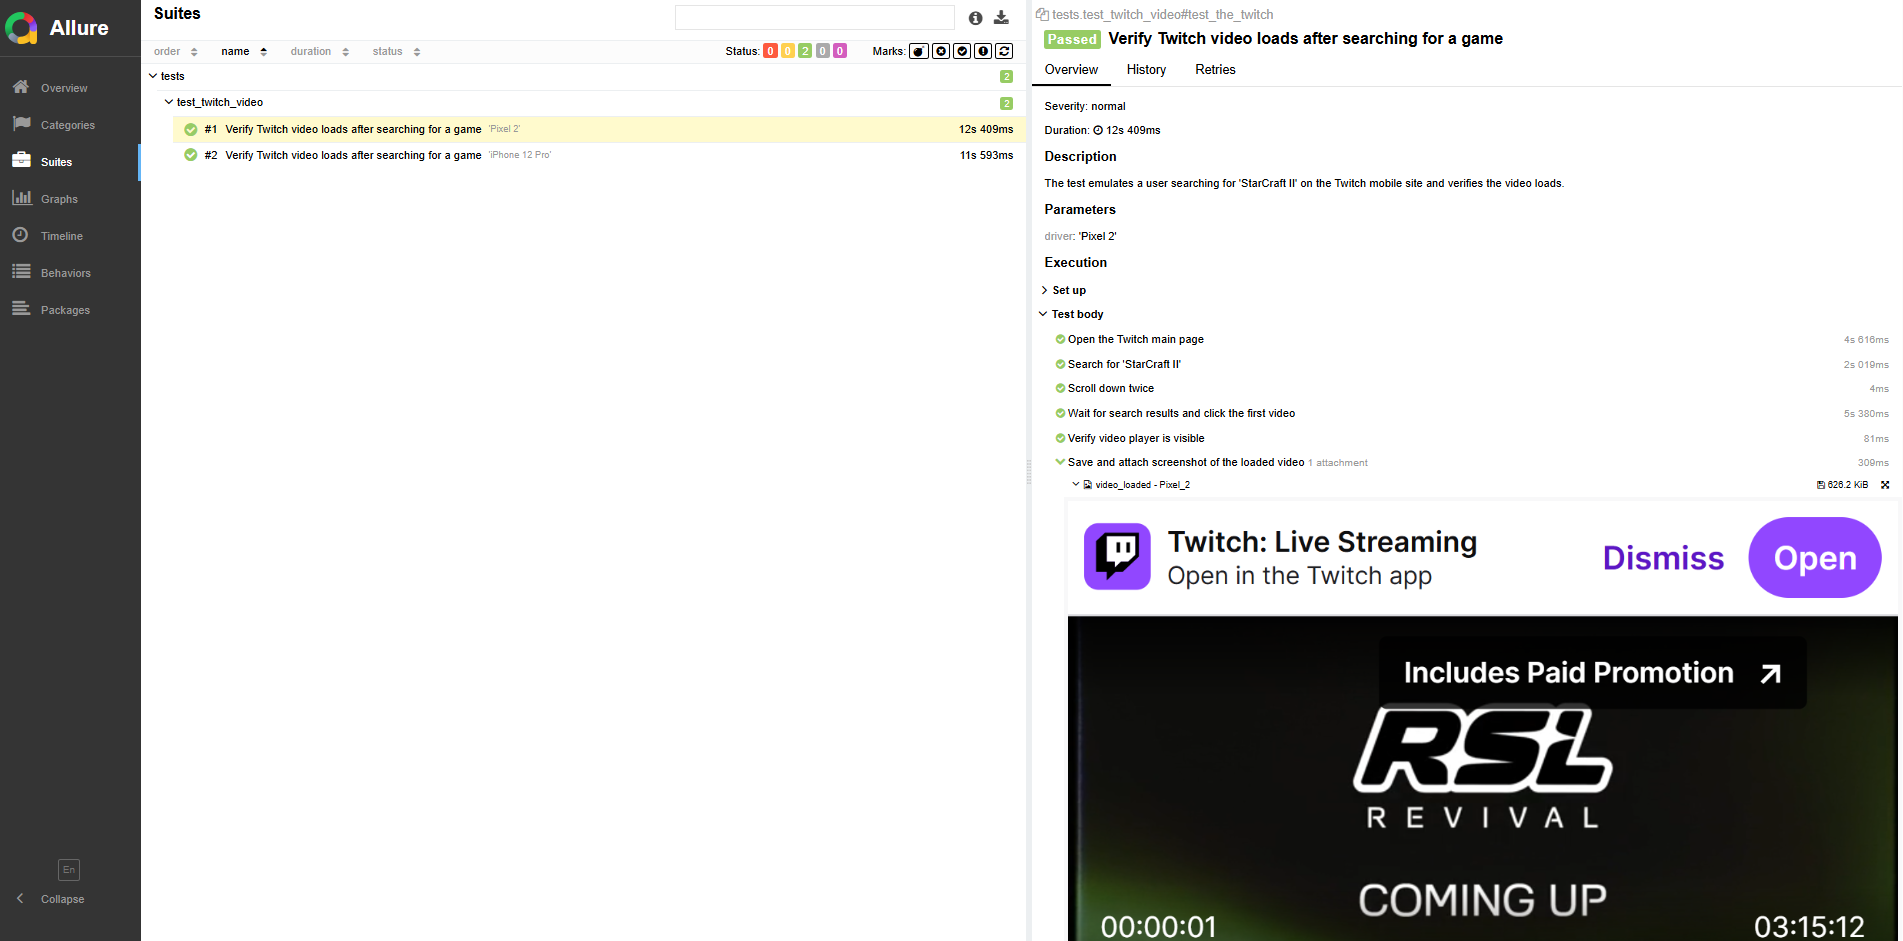 Allure
Overview
Categories
Suites
Graphs
Timeline
Behaviors
Packages
En
Collapse
Suites
order name duration status
Status: 0 0 2 0 0 Marks:
tests 2
test_twitch_video 2
#1 Verify Twitch video loads after searching for a game 'Pixel 2' 12s 409ms
#2 Verify Twitch video loads after searching for a game 'iPhone 12 Pro' 11s 593ms
tests.test_twitch_video#test_the_twitch
Passed Verify Twitch video loads after searching for a game
Overview History Retries
Severity: normal
Duration: 12s 409ms
Description
The test emulates a user searching for 'StarCraft II' on the Twitch mobile site and verifies the video loads.
Parameters
driver: 'Pixel 2'
Execution
Set up
Test body
Open the Twitch main page 4s 616ms
Search for 'StarCraft II' 2s 019ms
Scroll down twice 4ms
Wait for search results and click the first video 5s 380ms
Verify video player is visible 81ms
Save and attach screenshot of the loaded video 1 attachment 309ms
video_loaded - Pixel_2 626.2 KiB
Twitch: Live Streaming
Open in the Twitch app
Dismiss
Open
Includes Paid Promotion
RSL
REVIVAL
COMING UP
00:00:01 03:15:12